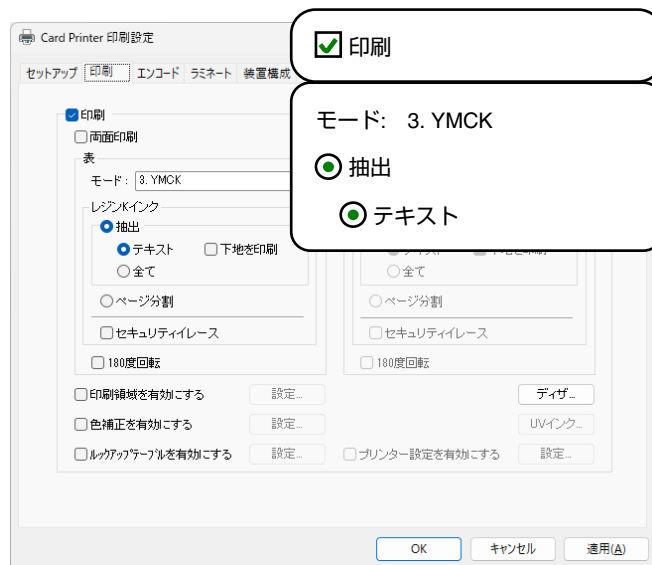 Card Printer 印刷設定
セットアップ 印刷 エンコード ラミネート 装置構成
印刷
モード: 3. YMCK
抽出
テキスト
印刷
両面印刷
表
モード: 3. YMCK
レジンKインク
抽出
テキスト 下地を印刷
全て 全て
ページ分割 ページ分割
セキュリティイレース セキュリティイレース
180度回転 180度回転
印刷領域を有効にする 設定... ディザ...
色補正を有効にする 設定... UVインク...
ルックアップテーブルを有効にする 設定... プリンター設定を有効にする 設定...
OK キャンセル 適用(A)